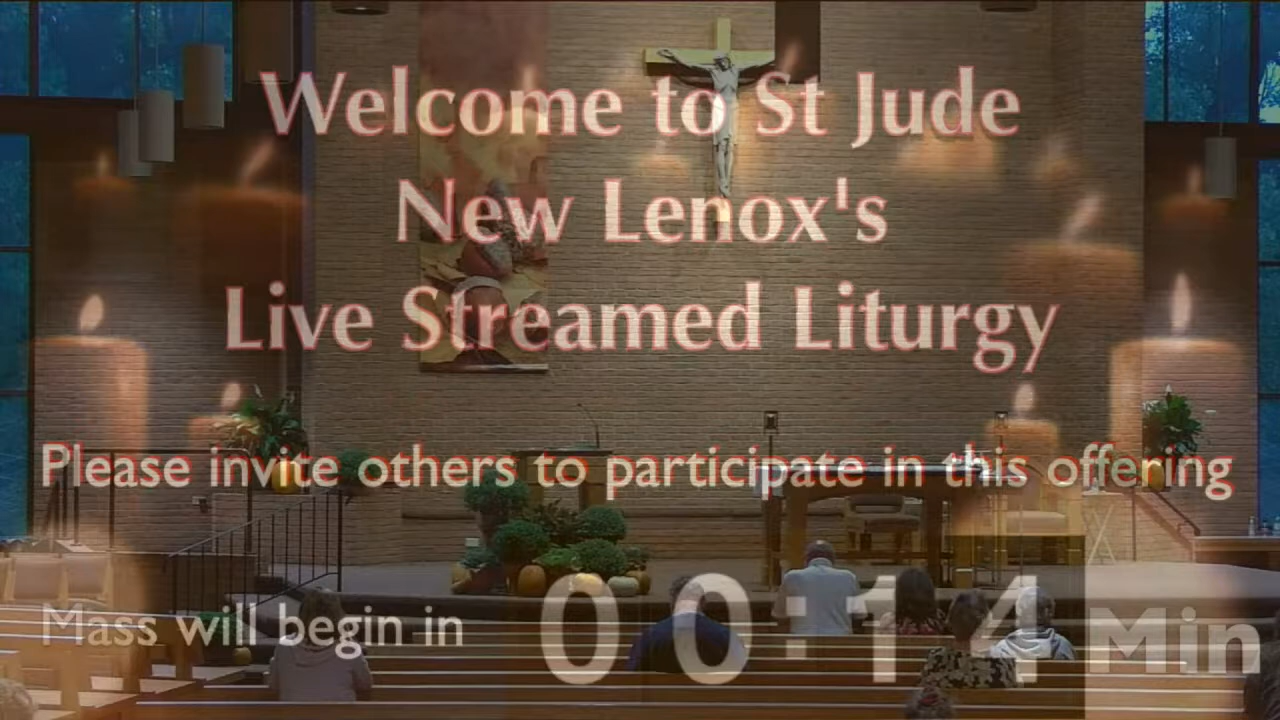 Welcome to St Jude
New Lenox's
Live Streamed Liturgy
Please invite others to participate in this offering
Mass will begin in 00:14 Min